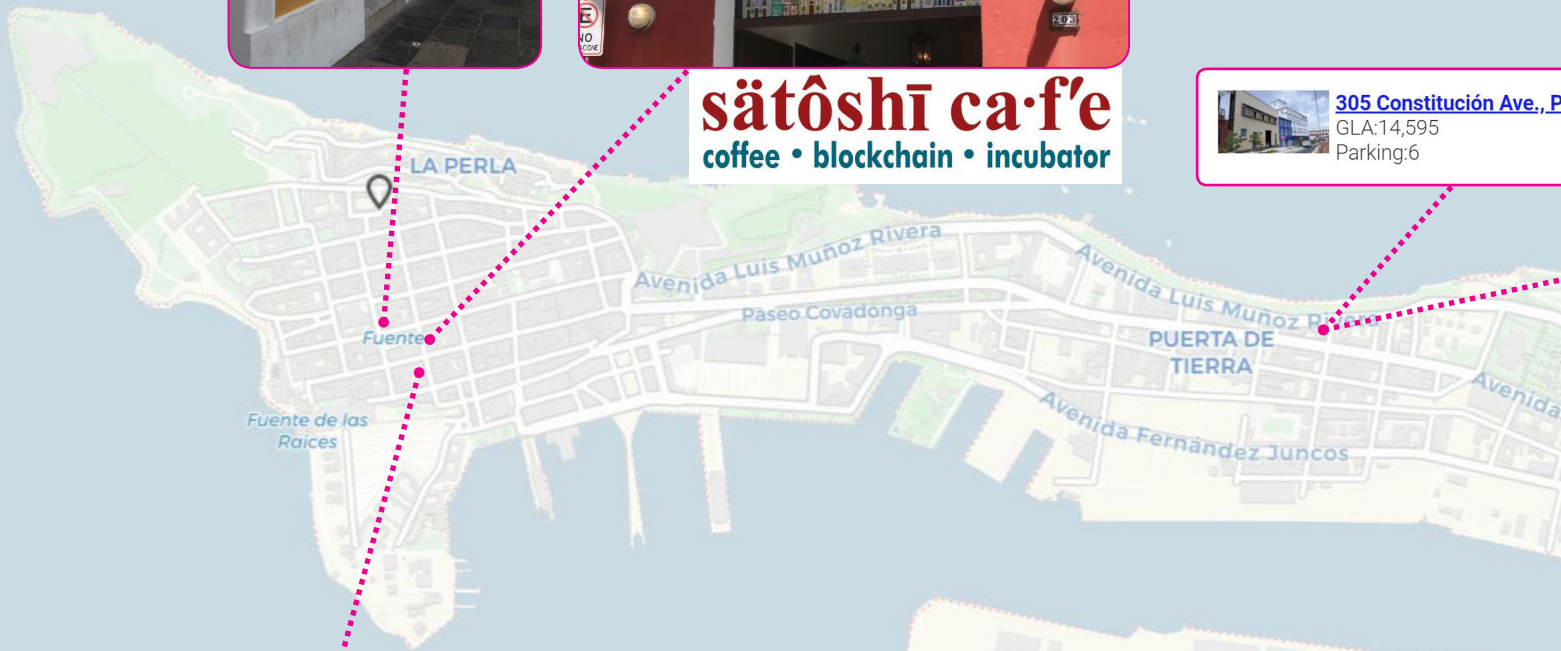 NO
203
sätôshī ca·f'e
coffee • blockchain • incubator
305 Constitución Ave., P
GLA:14,595
Parking:6
LA PERLA
Avenida Luis Muñoz Rivera
Avenida Luis Muñoz Rivera
Paseo Covadonga
Fuente
PUERTA DE
TIERRA
Avenida
Fuente de las
Raices
Avenida Fernández Juncos